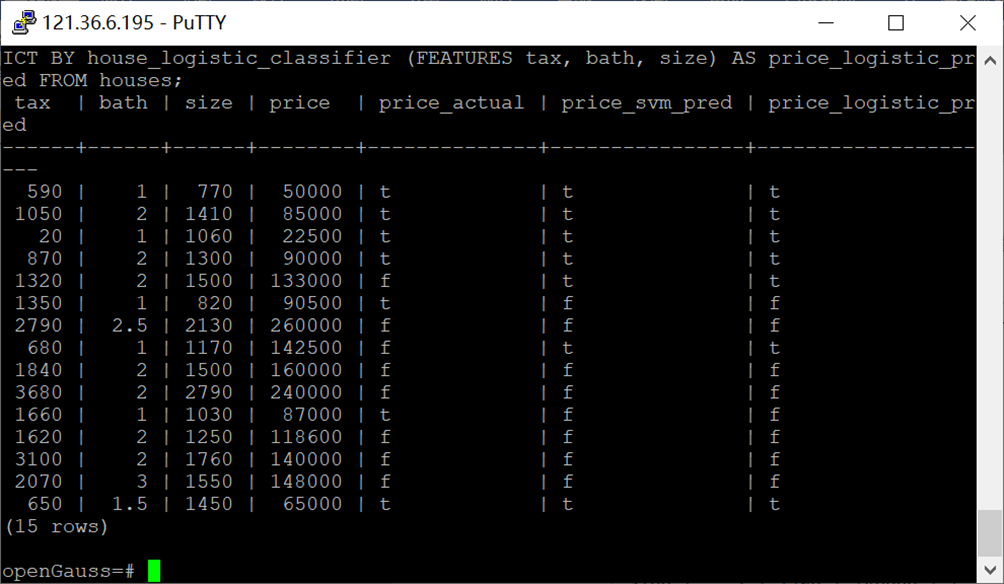 121.36.6.195 - PuTTY
ICT BY house_logistic_classifier (FEATURES tax, bath, size) AS price_logistic_pr
ed FROM houses;
 tax  | bath | size | price  | price_actual | price_svm_pred | price_logistic_pr
ed
------+------+------+--------+--------------+----------------+------------------
---
  590 |    1 |  770 |  50000 | t            | t              | t
 1050 |    2 | 1410 |  85000 | t            | t              | t
   20 |    1 | 1060 |  22500 | t            | t              | t
  870 |    2 | 1300 |  90000 | t            | t              | t
 1320 |    2 | 1500 | 133000 | f            | t              | t
 1350 |    1 |  820 |  90500 | t            | f              | f
 2790 |  2.5 | 2130 | 260000 | f            | f              | f
  680 |    1 | 1170 | 142500 | f            | t              | t
 1840 |    2 | 1500 | 160000 | f            | f              | f
 3680 |    2 | 2790 | 240000 | f            | f              | f
 1660 |    1 | 1030 |  87000 | t            | f              | f
 1620 |    2 | 1250 | 118600 | f            | f              | f
 3100 |    2 | 1760 | 140000 | f            | f              | f
 2070 |    3 | 1550 | 148000 | f            | f              | f
  650 |  1.5 | 1450 |  65000 | t            | t              | t
(15 rows)
openGauss=#